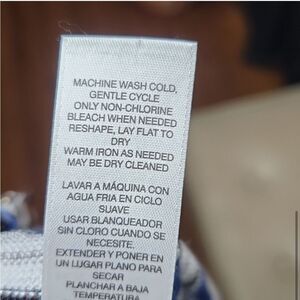 MACHINE WASH COLD,
GENTLE CYCLE
ONLY NON-CHLORINE
BLEACH WHEN NEEDED
RESHAPE, LAY FLAT TO
DRY
WARM IRON AS NEEDED
MAY BE DRY CLEANED
LAVAR A MÁQUINA CON
AGUA FRIA EN CICLO
SUAVE
USAR BLANQUEADOR
SIN CLORO CUANDO SE
NECESITE.
EXTENDER Y PONER EN
UN LUGAR PLANO PARA
SECAR
PLANCHAR A BAJA
TEMPERATURA